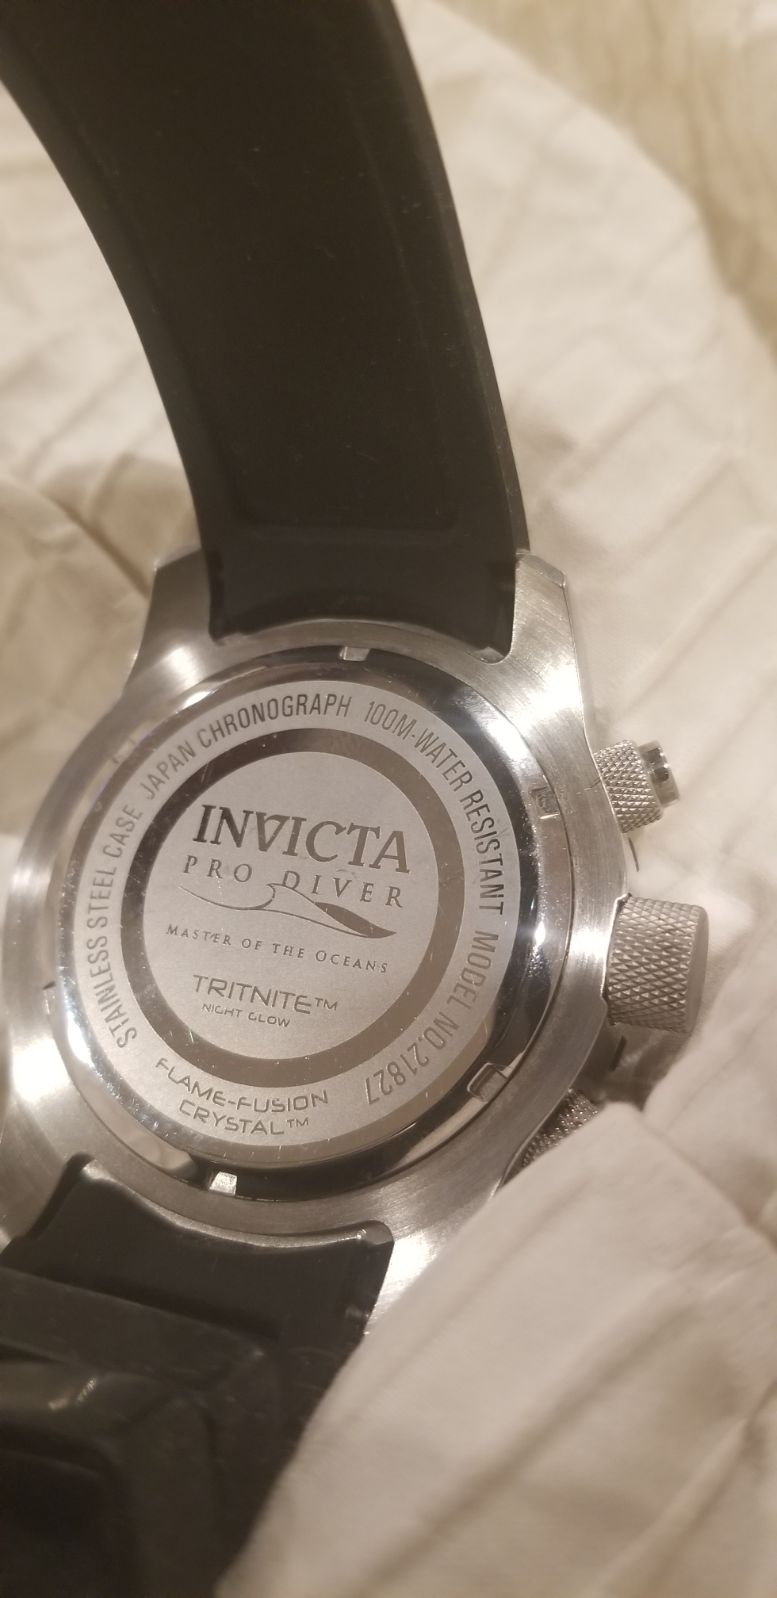 INVICTA
PRO DIVER
MASTER OF THE OCEANS
TRITNITE™
NIGHT GLOW
STAINLESS STEEL CASE JAPAN CHRONOGRAPH 100M-WATER RESISTANT MODEL NO.21827
FLAME-FUSION
CRYSTAL™